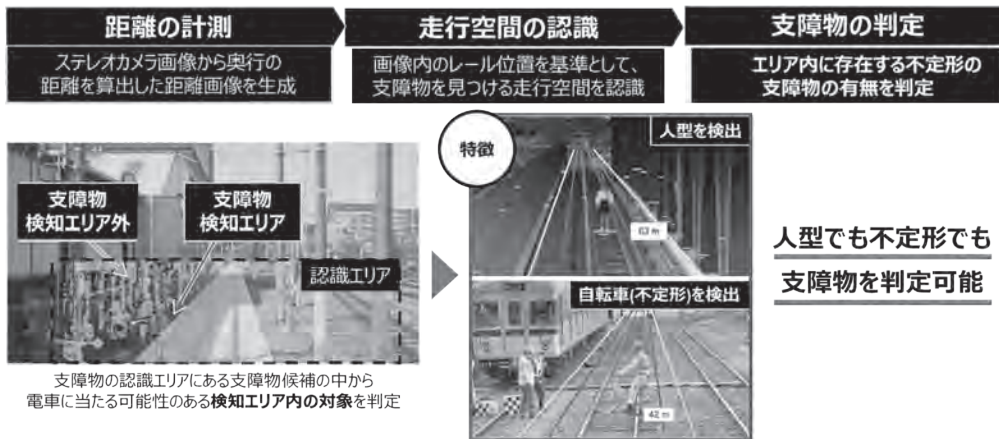 距離の計測
ステレオカメラ画像から奥行の
距離を算出した距離画像を生成
走行空間の認識
画像内のレール位置を基準として、
支障物を見つける走行空間を認識
支障物の判定
エリア内に存在する不定形の
支障物の有無を判定
支障物
検知エリア外
支障物
検知エリア
認識エリア
支障物の認識エリアにある支障物候補の中から
電車に当たる可能性のある検知エリア内の対象を判定
特徴
人型を検出
63 m
自転車(不定形)を検出
42 m
人型でも不定形でも
支障物を判定可能